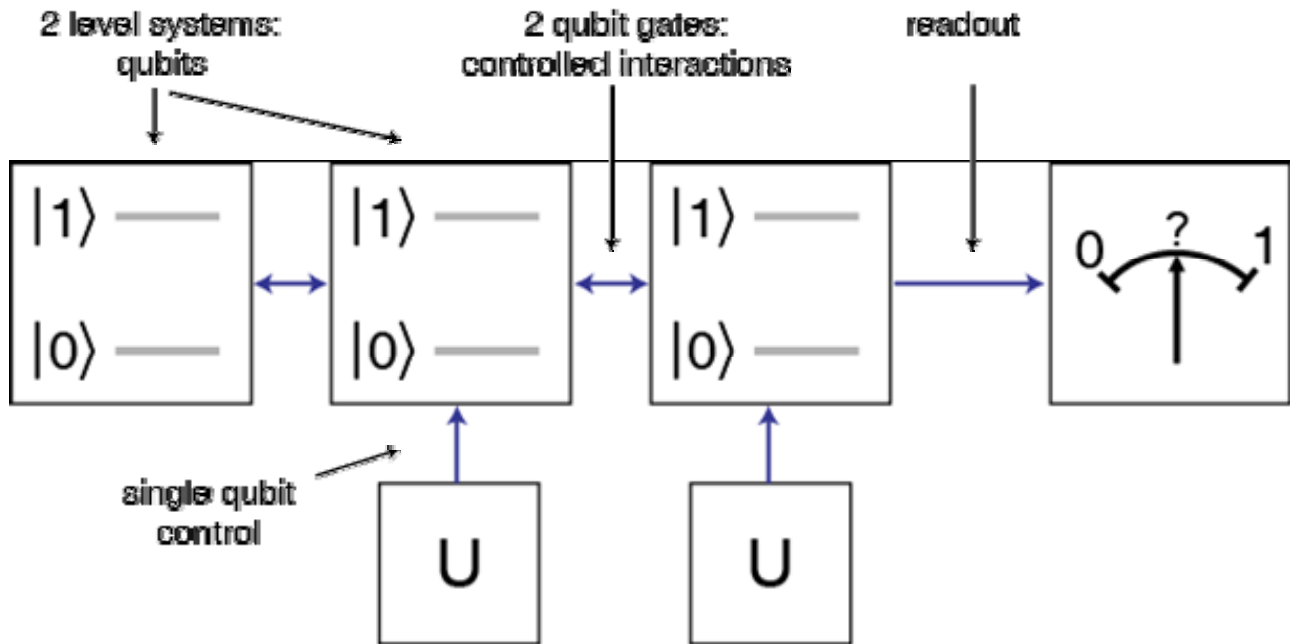 2 level systems:
qubits
2 qubit gates:
controlled interactions
readout
|1⟩
|1⟩
|1⟩
0 ? 1
|0⟩
|0⟩
|0⟩
single qubit
control
U
U